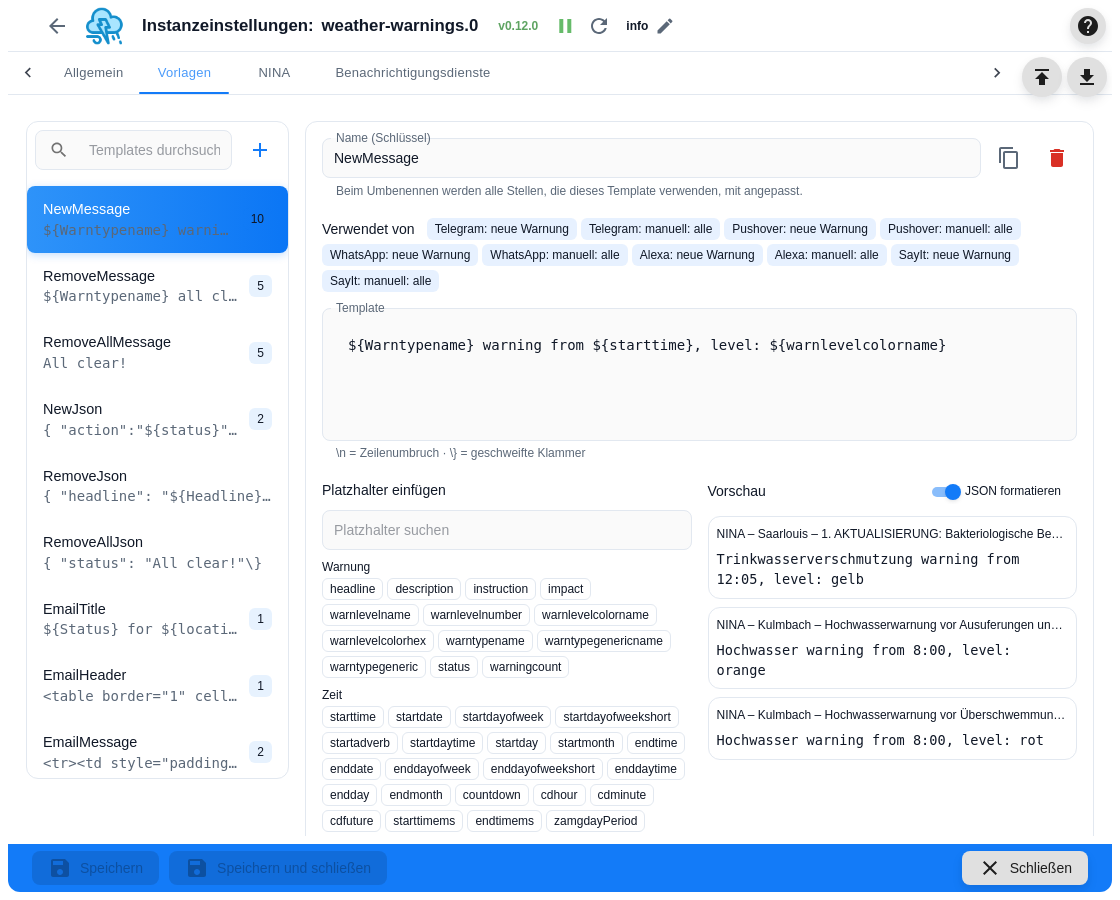 Instanzeinstellungen: weather-warnings.0 v0.12.0 info
Allgemein Vorlagen NINA Benachrichtigungsdienste
Templates durchsuch
NewMessage 10
${Warntypename} warni...
RemoveMessage 5
${Warntypename} all cl...
RemoveAllMessage 5
All clear!
NewJson 2
{ "action":"${status}"...
RemoveJson
{ "headline": "${Headline}...
RemoveAllJson
{ "status": "All clear!"\}
EmailTitle 1
${Status} for ${locati...
EmailHeader 1
<table border="1" cell...
EmailMessage 2
<tr><td style="padding...
Name (Schlüssel)
NewMessage
Beim Umbenennen werden alle Stellen, die dieses Template verwenden, mit angepasst.
Verwendet von Telegram: neue Warnung Telegram: manuell: alle Pushover: neue Warnung Pushover: manuell: alle
WhatsApp: neue Warnung WhatsApp: manuell: alle Alexa: neue Warnung Alexa: manuell: alle SayIt: neue Warnung
SayIt: manuell: alle
Template
${Warntypename} warning from ${starttime}, level: ${warnlevelcolorname}
\n = Zeilenumbruch · \} = geschweifte Klammer
Platzhalter einfügen
Platzhalter suchen
Warnung
headline description instruction impact
warnlevelname warnlevelnumber warnlevelcolorname
warnlevelcolorhex warntypename warntypegenericname
warntypegeneric status warningcount
Zeit
starttime startdate startdayofweek startdayofweekshort
startadverb startdaytime startday startmonth endtime
enddate enddayofweek enddayofweekshort enddaytime
endday endmonth countdown cdhour cdminute
cdfuture starttimems endtimems zamgdayPeriod
Vorschau JSON formatieren
NINA – Saarlouis – 1. AKTUALISIERUNG: Bakteriologische Be...
Trinkwasserverschmutzung warning from
12:05, level: gelb
NINA – Kulmbach – Hochwasserwarnung vor Ausuferungen un...
Hochwasser warning from 8:00, level:
orange
NINA – Kulmbach – Hochwasserwarnung vor Überschwemmun...
Hochwasser warning from 8:00, level: rot
Speichern Speichern und schließen Schließen